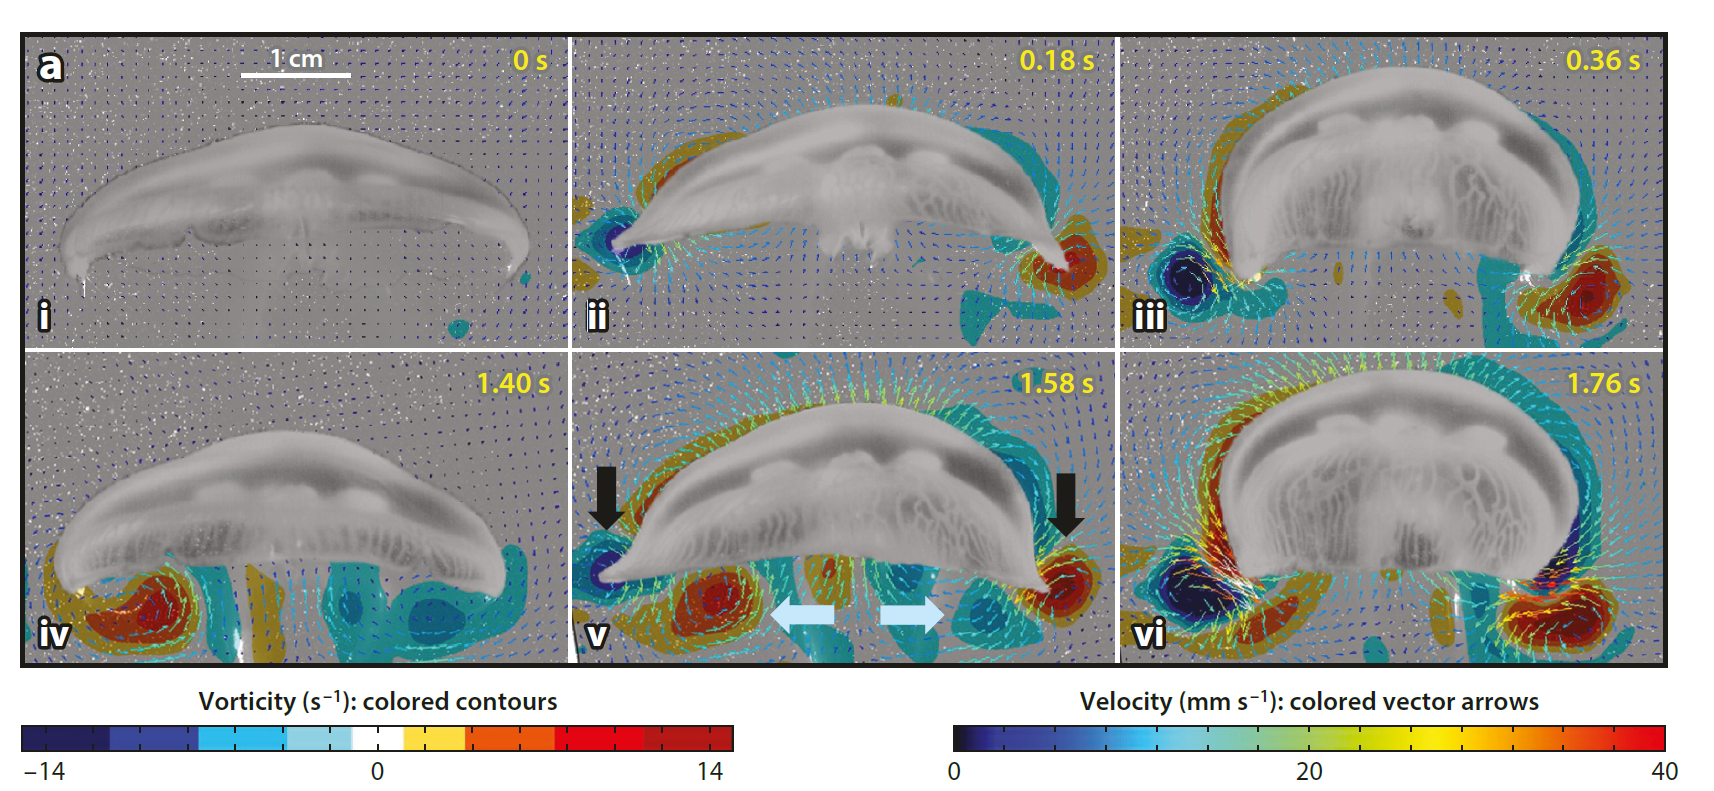 a
1 cm
0 s
0.18 s
0.36 s
i
ii
iii
1.40 s
1.58 s
1.76 s
iv
v
vi
Vorticity (s⁻¹): colored contours
Velocity (mm s⁻¹): colored vector arrows
–14 0 14
0 20 40